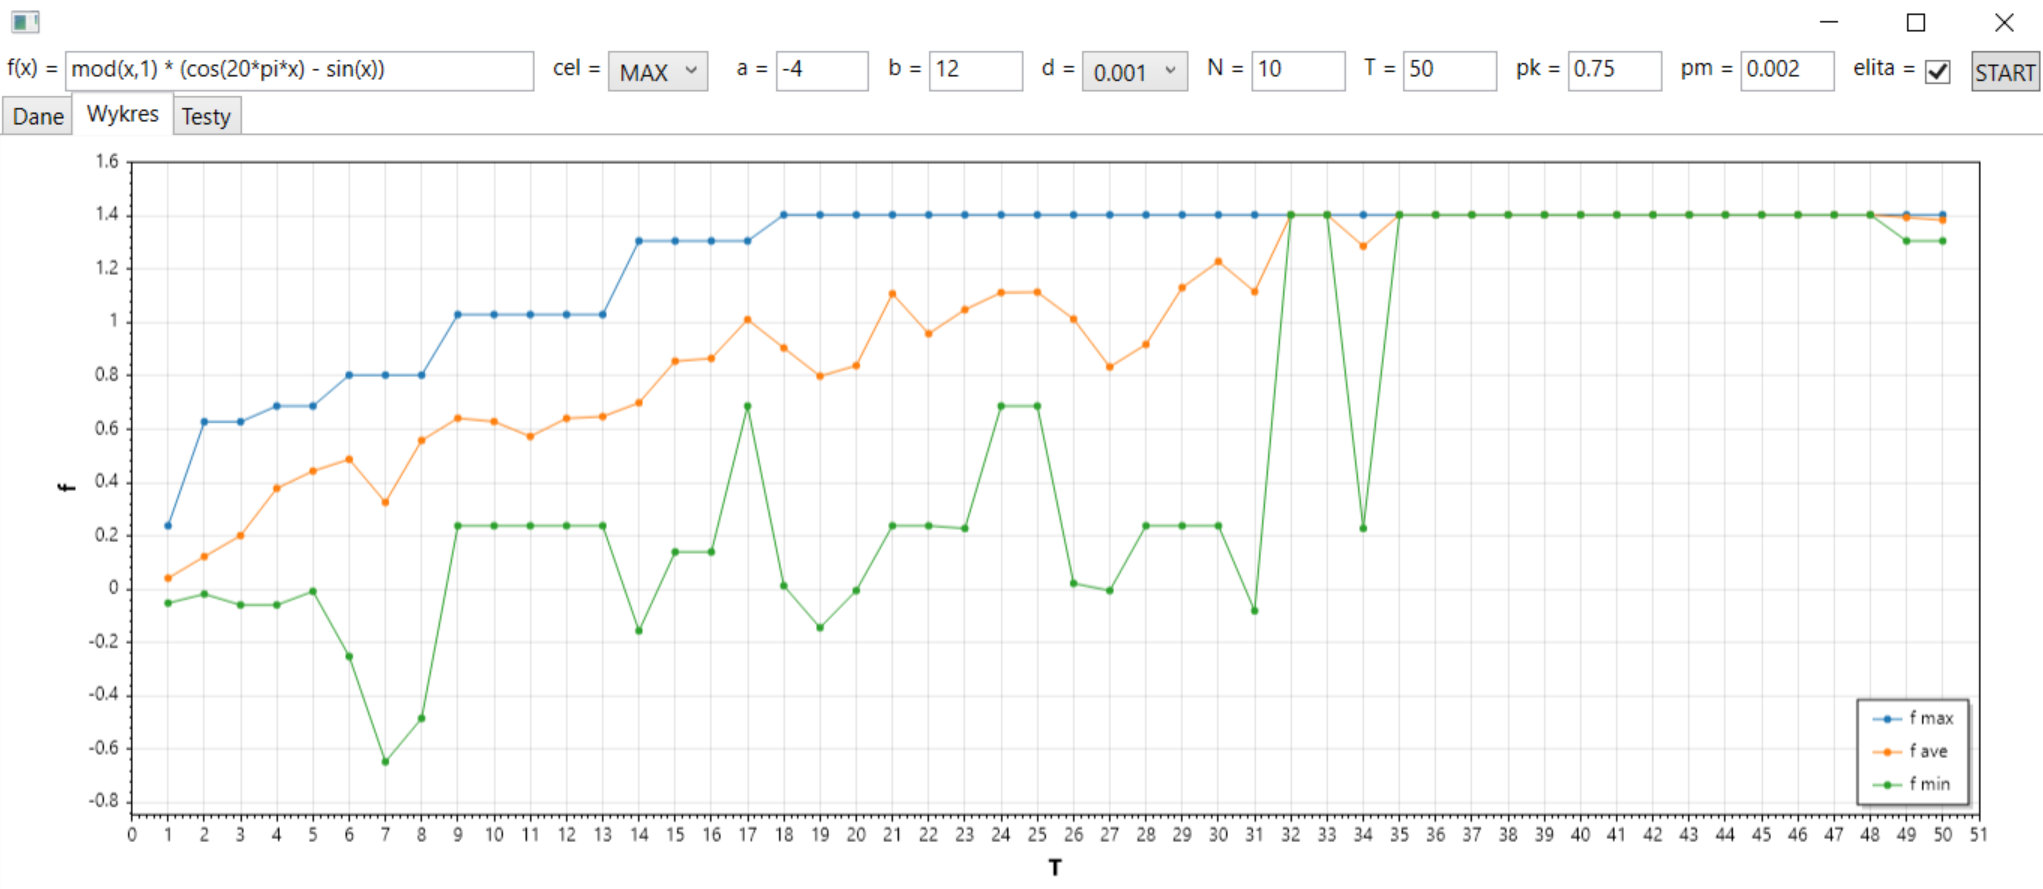 f(x) = mod(x,1) * (cos(20*pi*x) - sin(x)) cel = MAX a = -4 b = 12 d = 0.001 N = 10 T = 50 pk = 0.75 pm = 0.002 elita = START
Dane Wykres Testy
1.6
1.4
1.2
1
0.8
0.6
0.4
0.2
0
-0.2
-0.4
-0.6
-0.8
f
f max
f ave
f min
0 1 2 3 4 5 6 7 8 9 10 11 12 13 14 15 16 17 18 19 20 21 22 23 24 25 26 27 28 29 30 31 32 33 34 35 36 37 38 39 40 41 42 43 44 45 46 47 48 49 50 51
T